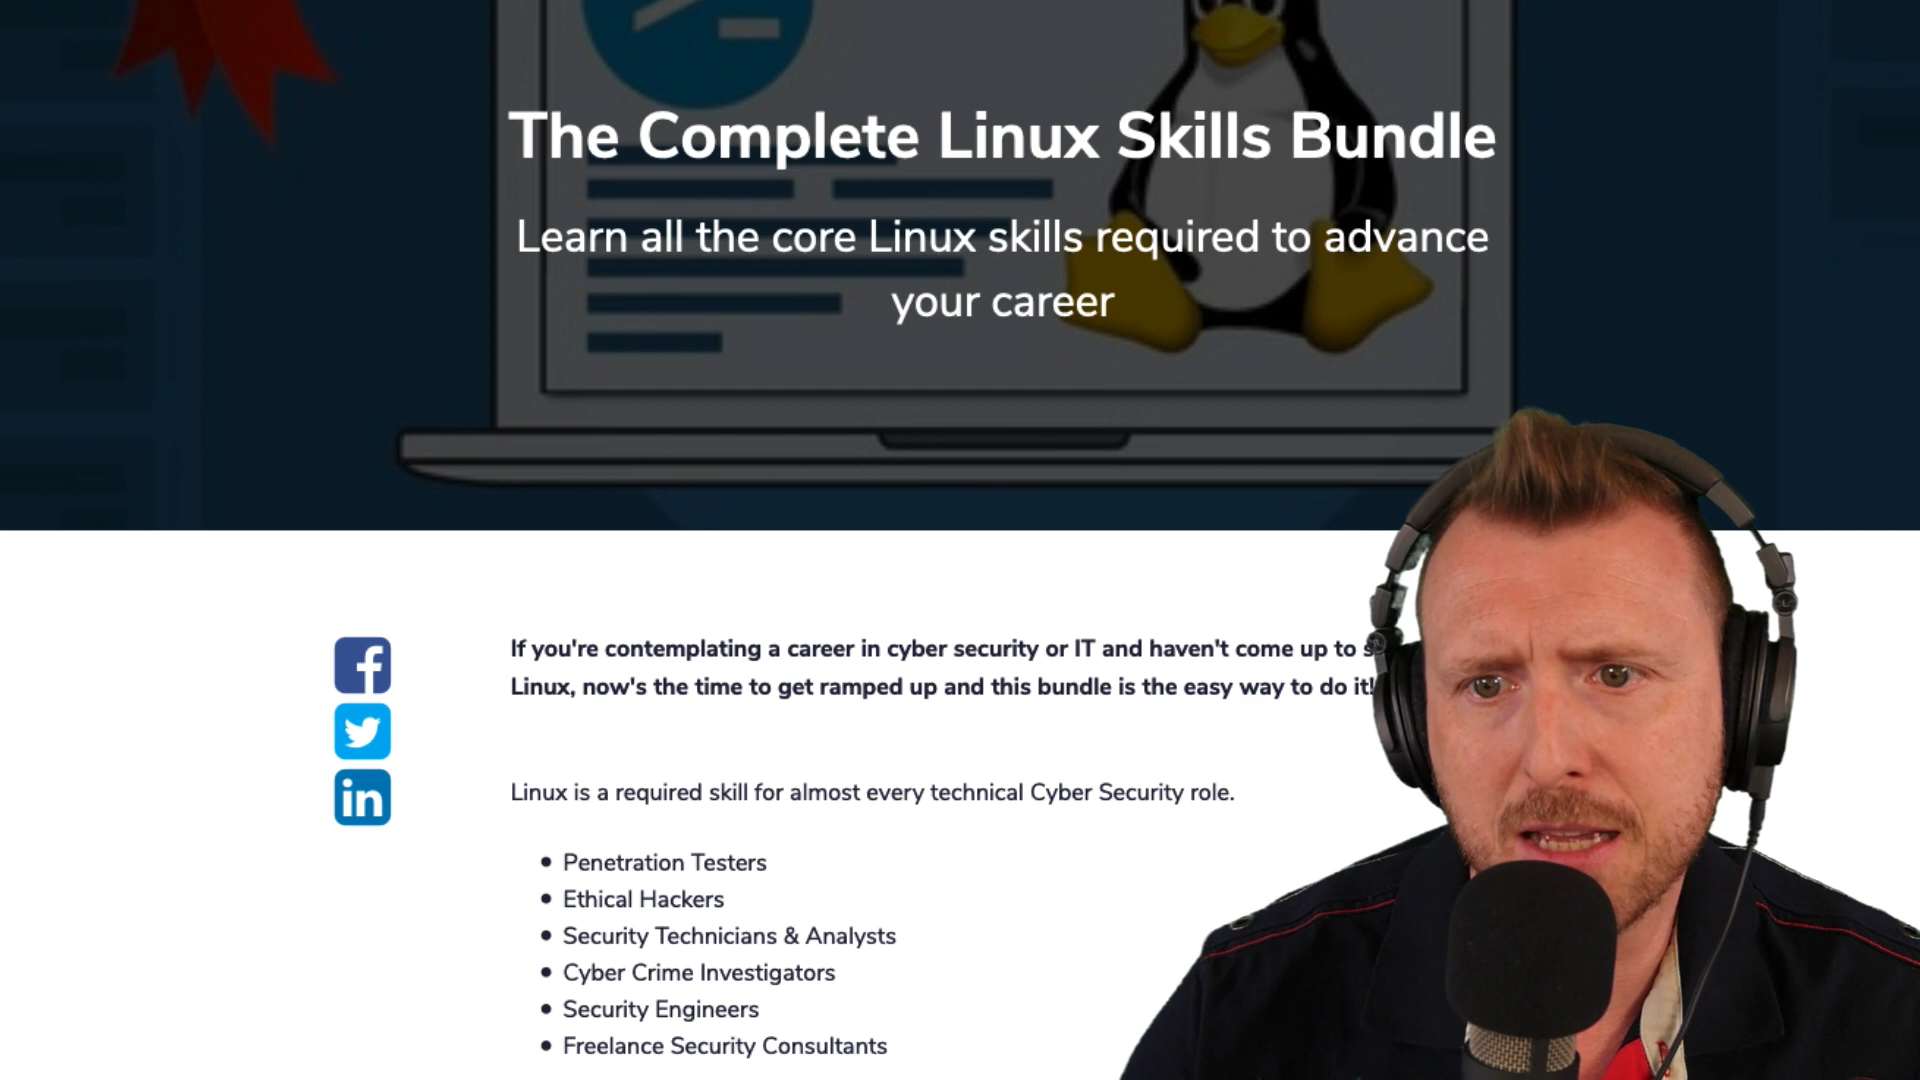 The Complete Linux Skills Bundle
Learn all the core Linux skills required to advance
your career
If you're contemplating a career in cyber security or IT and haven't come up to
Linux, now's the time to get ramped up and this bundle is the easy way to do it!
Linux is a required skill for almost every technical Cyber Security role.
Penetration Testers
Ethical Hackers
Security Technicians & Analysts
Cyber Crime Investigators
Security Engineers
Freelance Security Consultants